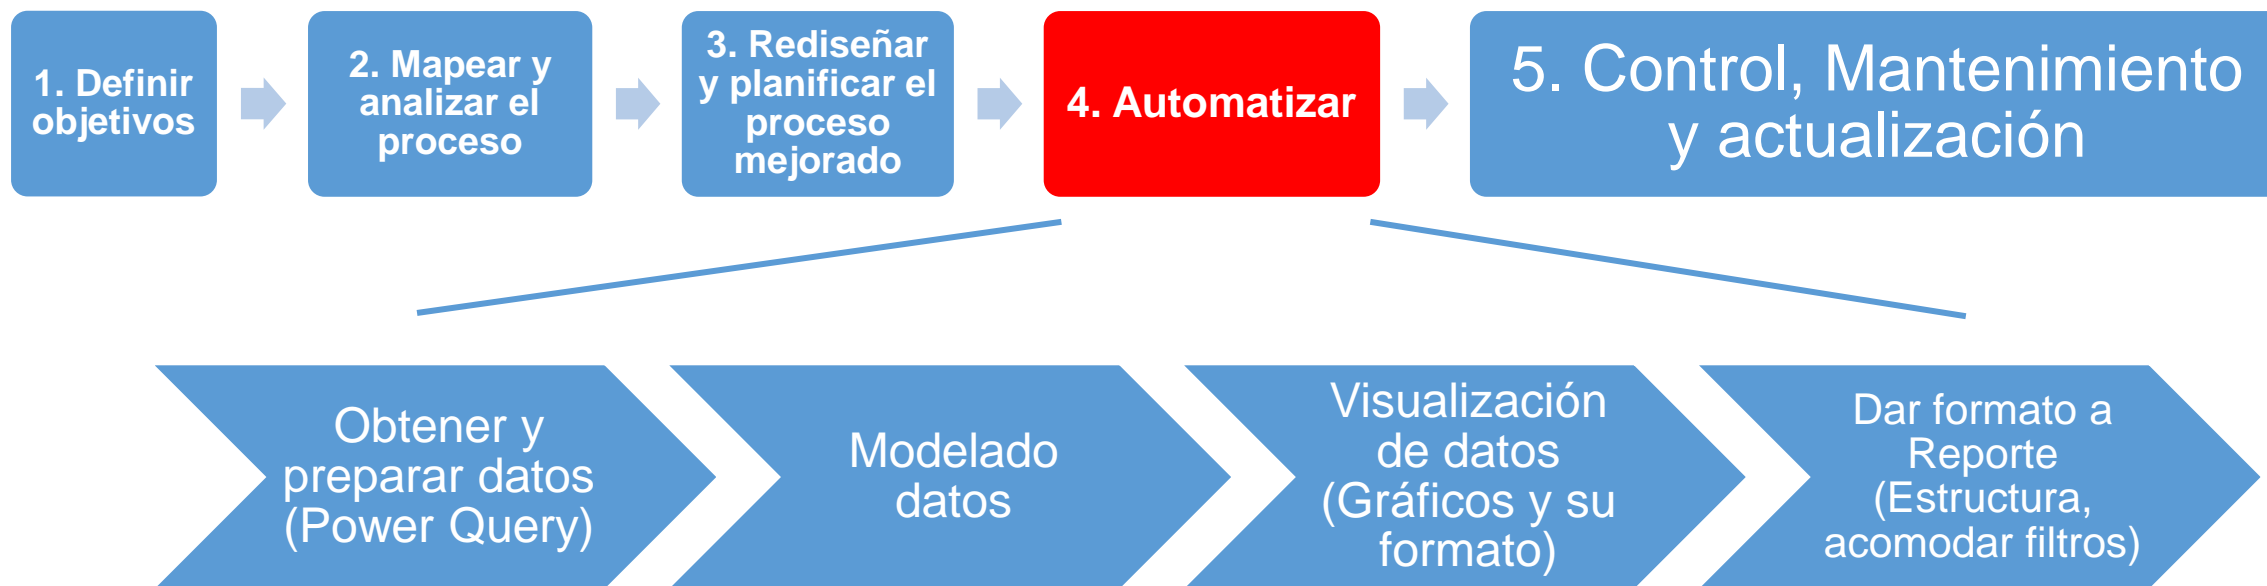 1. Definir
objetivos
2. Mapear y
analizar el
proceso
3. Rediseñar
y planificar el
proceso
mejorado
4. Automatizar
5. Control, Mantenimiento
y actualización
Obtener y
preparar datos
(Power Query)
Modelado
datos
Visualización
de datos
(Gráficos y su
formato)
Dar formato a
Reporte
(Estructura,
acomodar filtros)